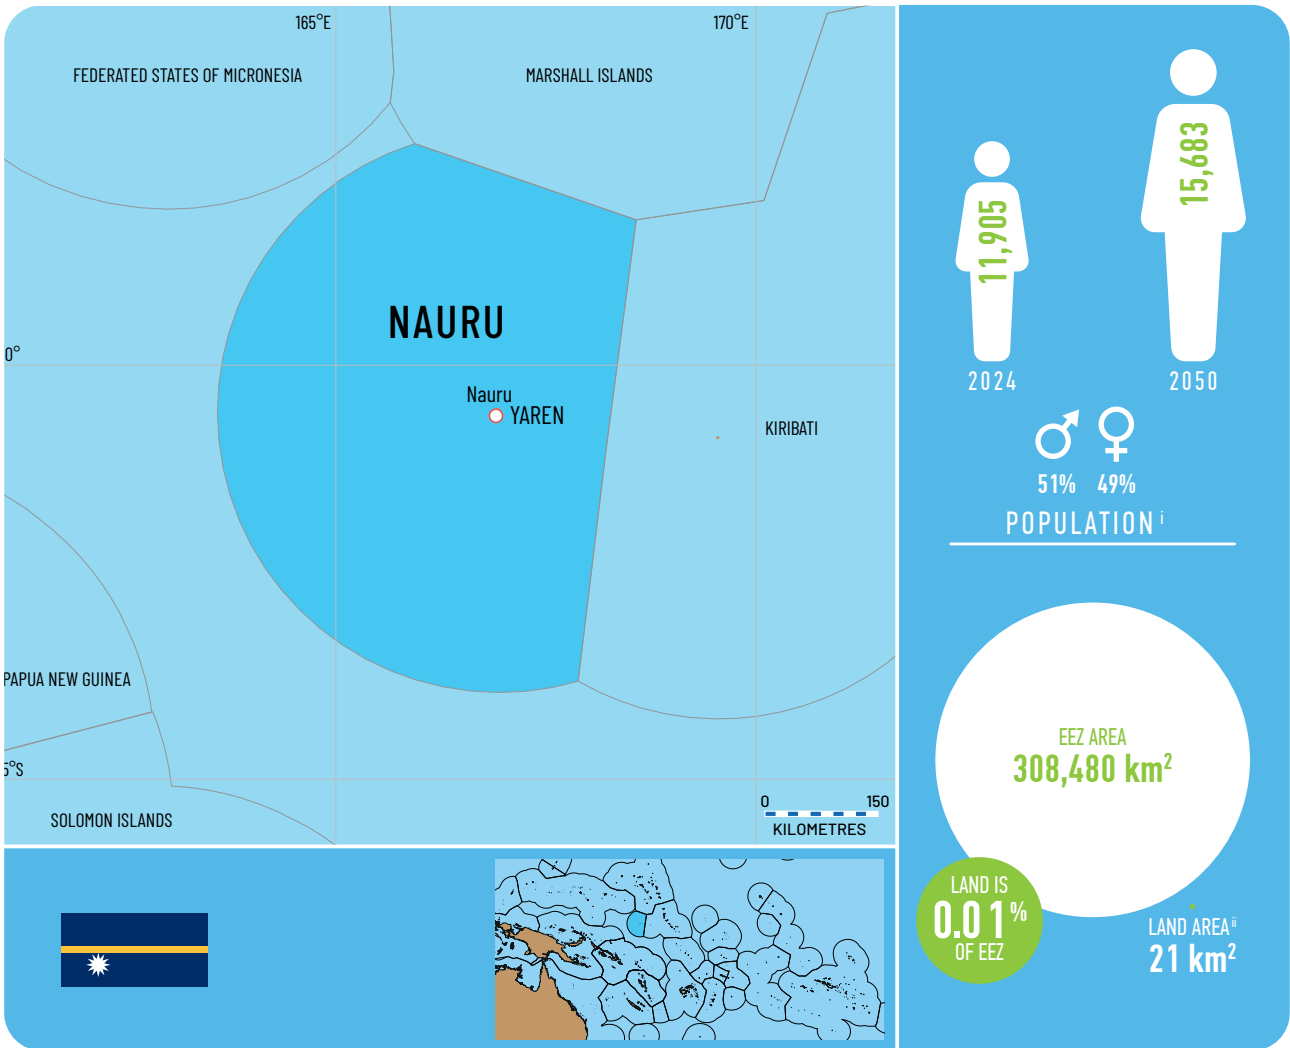 165°E
170°E
FEDERATED STATES OF MICRONESIA
MARSHALL ISLANDS
NAURU
0°
Nauru
YAREN
KIRIBATI
PAPUA NEW GUINEA
5°S
SOLOMON ISLANDS
0 150
KILOMETRES
11,905
15,683
2024
2050
51% 49%
POPULATION i
EEZ AREA
308,480 km²
LAND IS
0.01%
OF EEZ
LAND AREA ii
21 km²